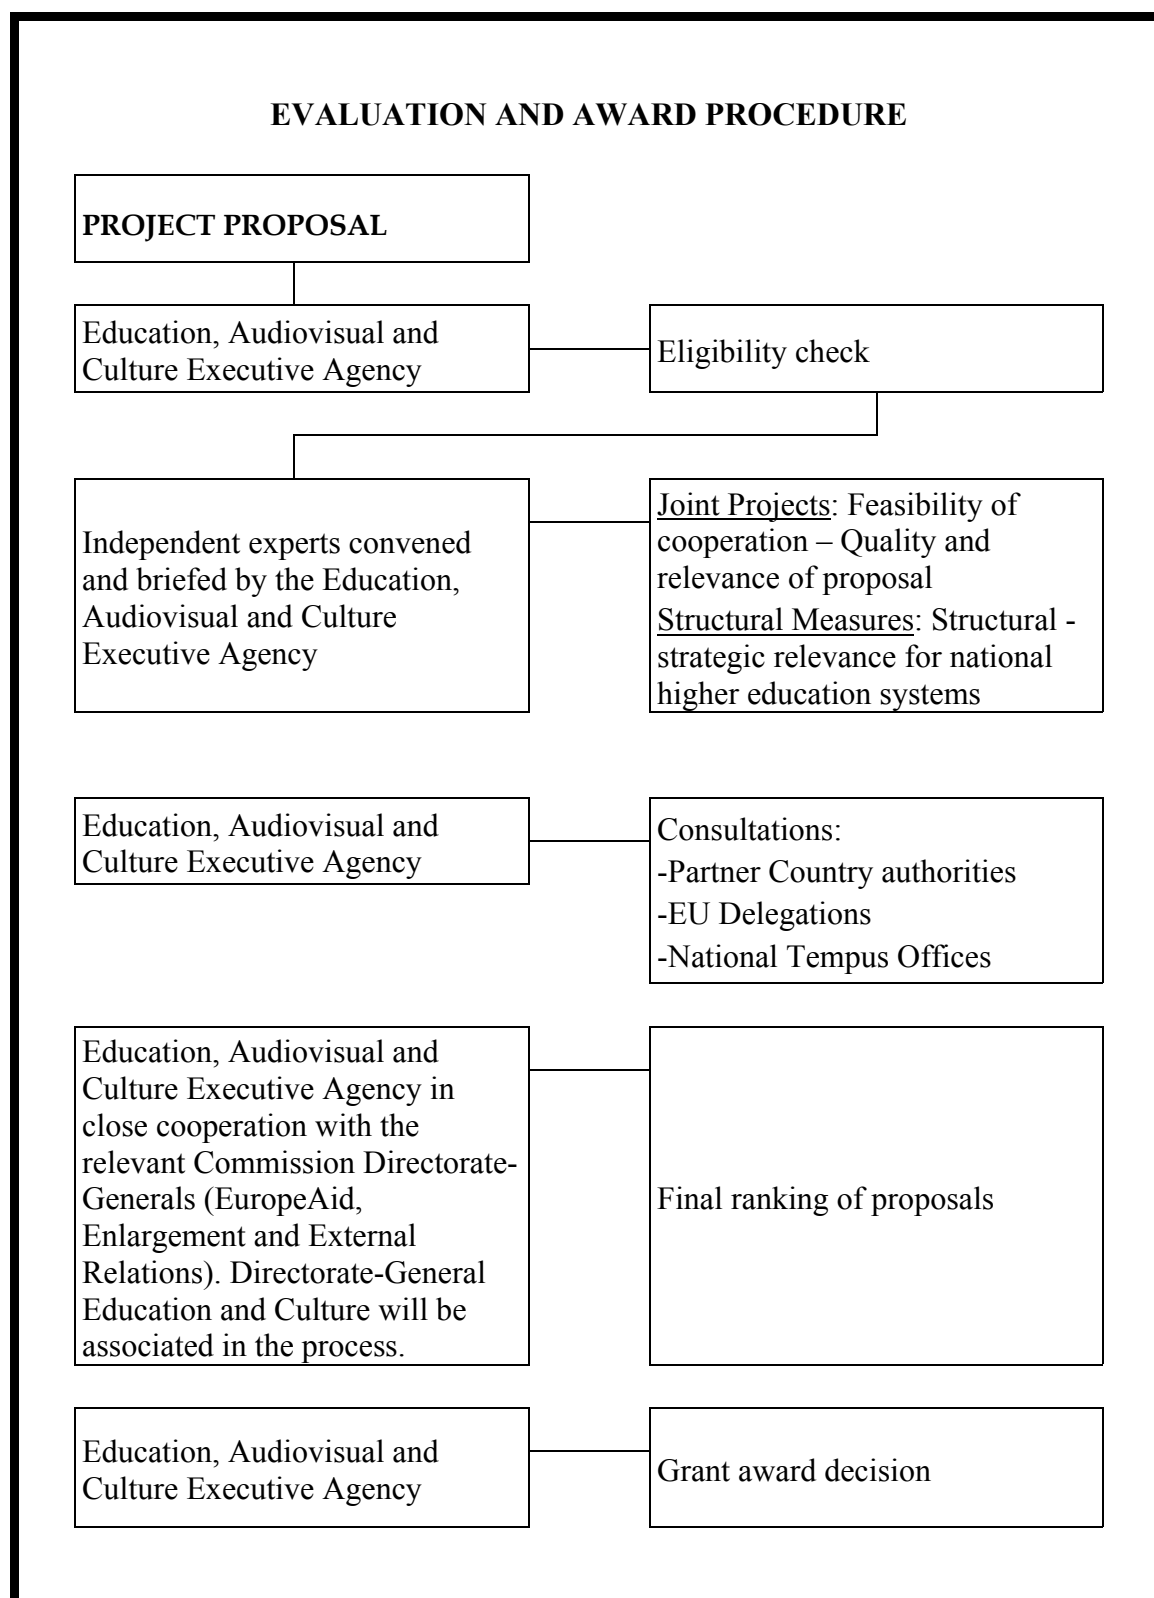 EVALUATION AND AWARD PROCEDURE
PROJECT PROPOSAL
Education, Audiovisual and
Culture Executive Agency
Eligibility check
Independent experts convened
and briefed by the Education,
Audiovisual and Culture
Executive Agency
Joint Projects: Feasibility of
cooperation – Quality and
relevance of proposal
Structural Measures: Structural -
strategic relevance for national
higher education systems
Education, Audiovisual and
Culture Executive Agency
Consultations:
-Partner Country authorities
-EU Delegations
-National Tempus Offices
Education, Audiovisual and
Culture Executive Agency in
close cooperation with the
relevant Commission Directorate-
Generals (EuropeAid,
Enlargement and External
Relations). Directorate-General
Education and Culture will be
associated in the process.
Final ranking of proposals
Education, Audiovisual and
Culture Executive Agency
Grant award decision